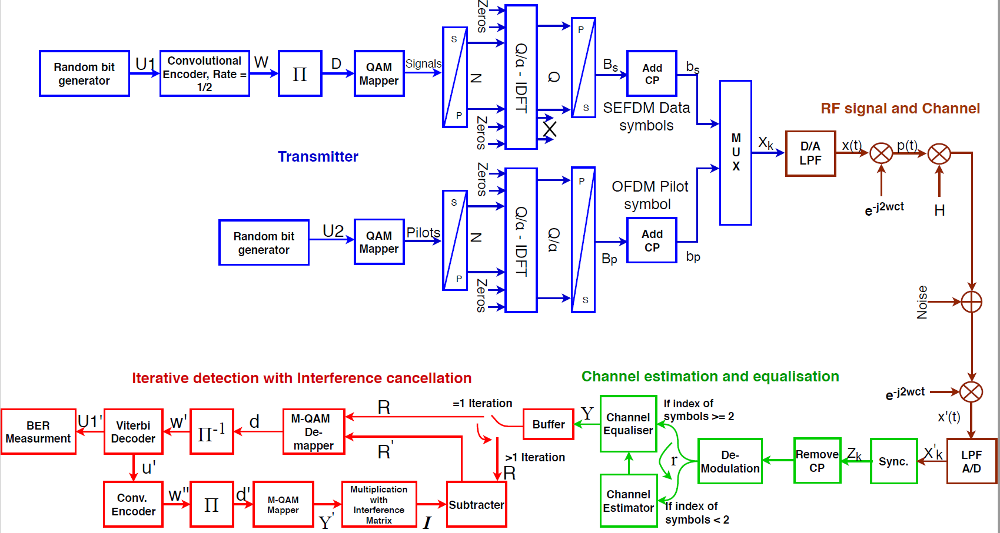 Random bit
generator
U1
Convolutional
Encoder, Rate =
1/2
W
Π
D
QAM
Mapper
Signals
S
P
N
Zeros
Zeros
Q/α - IDFT
Q
P
S
Bs
Add
CP
bs
SEFDM Data
symbols
Transmitter
Random bit
generator
U2
QAM
Mapper
Pilots
S
P
N
Zeros
Zeros
Q/α - IDFT
Q/α
P
S
Bp
OFDM Pilot
symbol
Add
CP
bp
M
U
X
Xk
RF signal and Channel
D/A
LPF
x(t)
p(t)
e-j2wct
H
Noise
e-j2wct
x'(t)
LPF
A/D
X'k
Sync.
Zk
Remove
CP
De-
Modulation
r
Channel estimation and equalisation
If index of
symbols >= 2
If index of
symbols < 2
Channel
Equaliser
Channel
Estimator
Y
Buffer
Iterative detection with Interference cancellation
=1 Iteration
>1 Iteration
R
R
R'
M-QAM
De-
mapper
d
Π-1
w'
Viterbi
Decoder
U1'
BER
Measurment
u'
Conv.
Encoder
w"
Π
d'
M-QAM
Mapper
Y'
Multiplication
with
Interference
Matrix
I
Subtracter